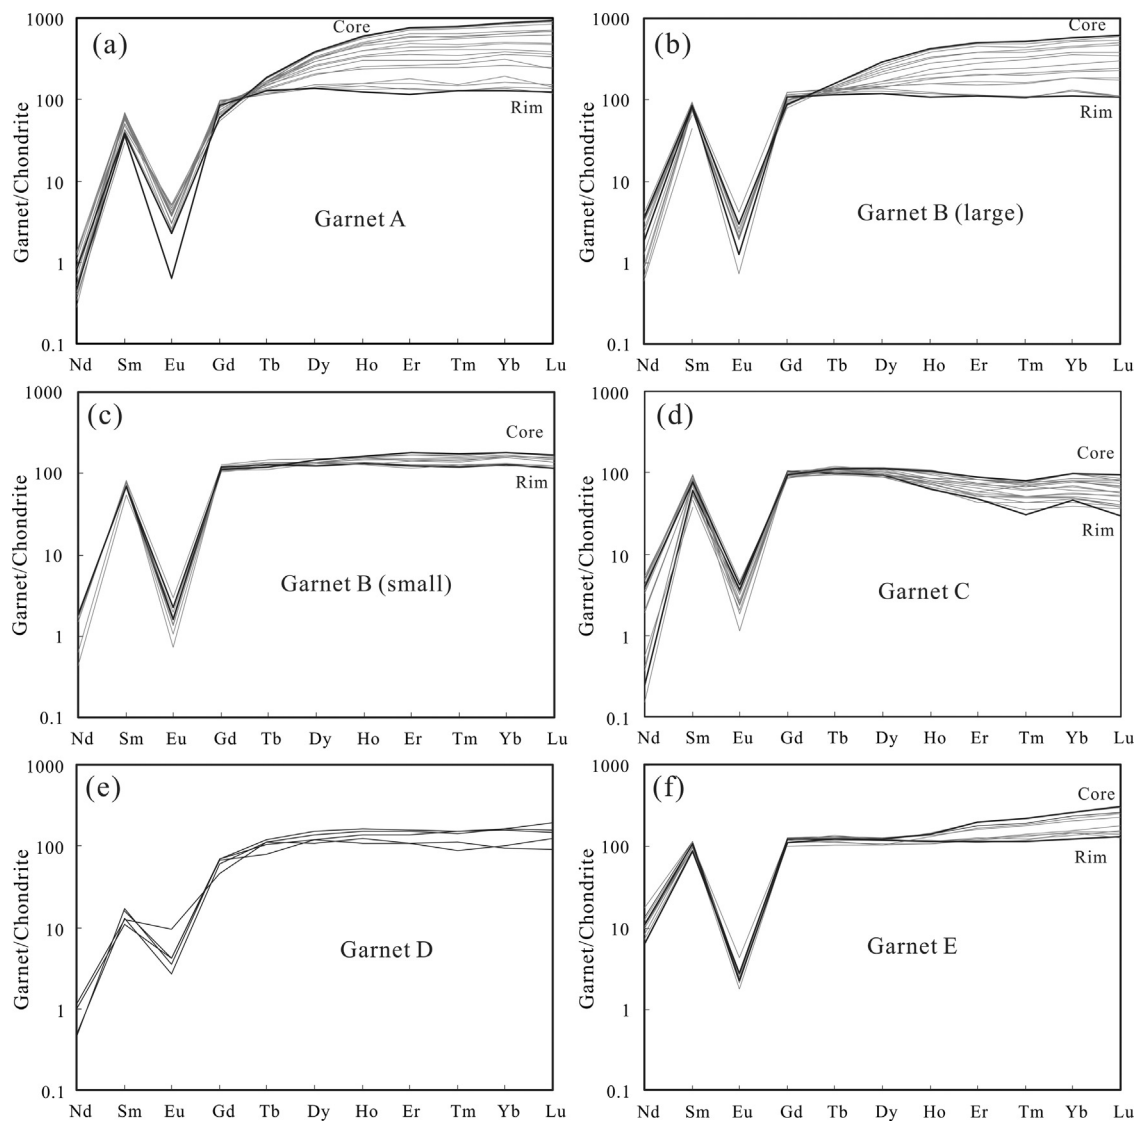 1000
100
10
1
0.1
Garnet/Chondrite
(a)
Core
Rim
Garnet A
Nd Sm Eu Gd Tb Dy Ho Er Tm Yb Lu
1000
100
10
1
0.1
Garnet/Chondrite
(b)
Core
Rim
Garnet B (large)
Nd Sm Eu Gd Tb Dy Ho Er Tm Yb Lu
1000
100
10
1
0.1
Garnet/Chondrite
(c)
Core
Rim
Garnet B (small)
Nd Sm Eu Gd Tb Dy Ho Er Tm Yb Lu
1000
100
10
1
0.1
Garnet/Chondrite
(d)
Core
Rim
Garnet C
Nd Sm Eu Gd Tb Dy Ho Er Tm Yb Lu
1000
100
10
1
0.1
Garnet/Chondrite
(e)
Garnet D
Nd Sm Eu Gd Tb Dy Ho Er Tm Yb Lu
1000
100
10
1
0.1
Garnet/Chondrite
(f)
Core
Rim
Garnet E
Nd Sm Eu Gd Tb Dy Ho Er Tm Yb Lu